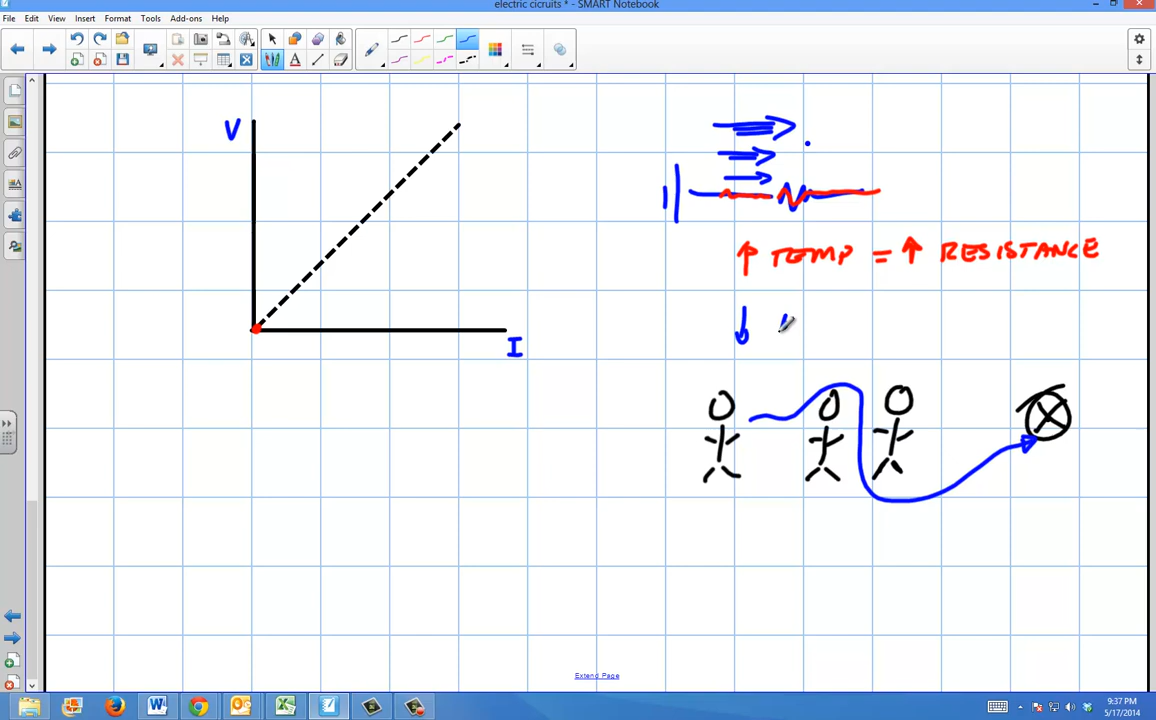 electric cicruits * - SMART Notebook
File Edit View Insert Format Tools Add-ons Help
V
I
↑ TEMP = ↑ RESISTANCE
↓
Extend Page
9:37 PM
5/17/2014